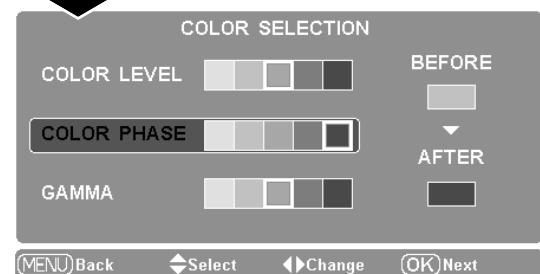 COLOR SELECTION
COLOR LEVEL
BEFORE
COLOR PHASE
AFTER
GAMMA
MENU Back Select Change OK Next